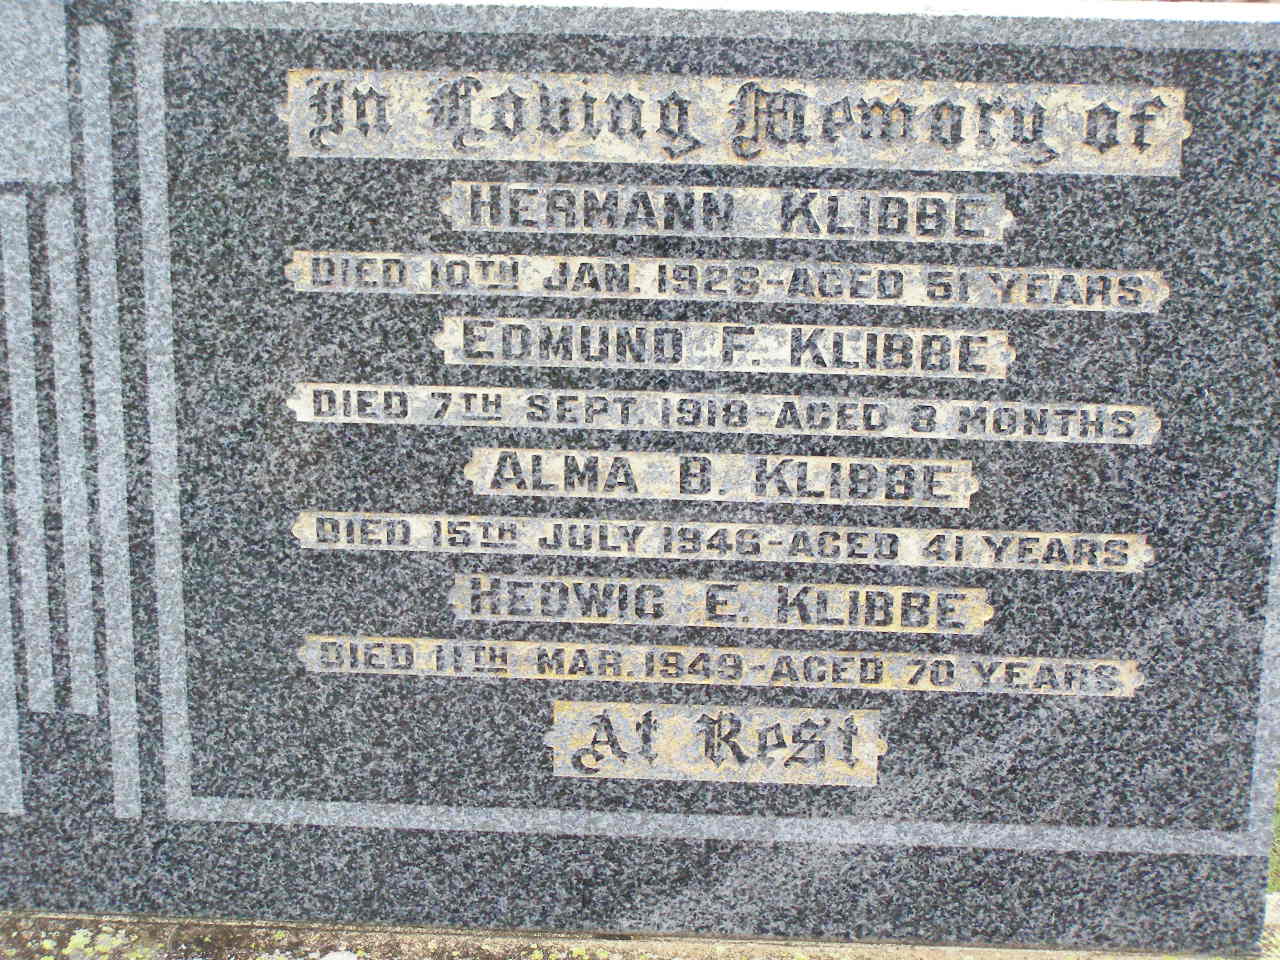 In Loving Memory of
HERMANN KLIBBE
DIED 10TH JAN. 1928 - AGED 51 YEARS
EDMUND F. KLIBBE
DIED 7TH SEPT. 1918 - AGED 8 MONTHS
ALMA B. KLIBBE
DIED 15TH JULY 1946 - AGED 41 YEARS
HEDWIG E. KLIBBE
DIED 11TH MAR. 1949 - AGED 70 YEARS
At Rest